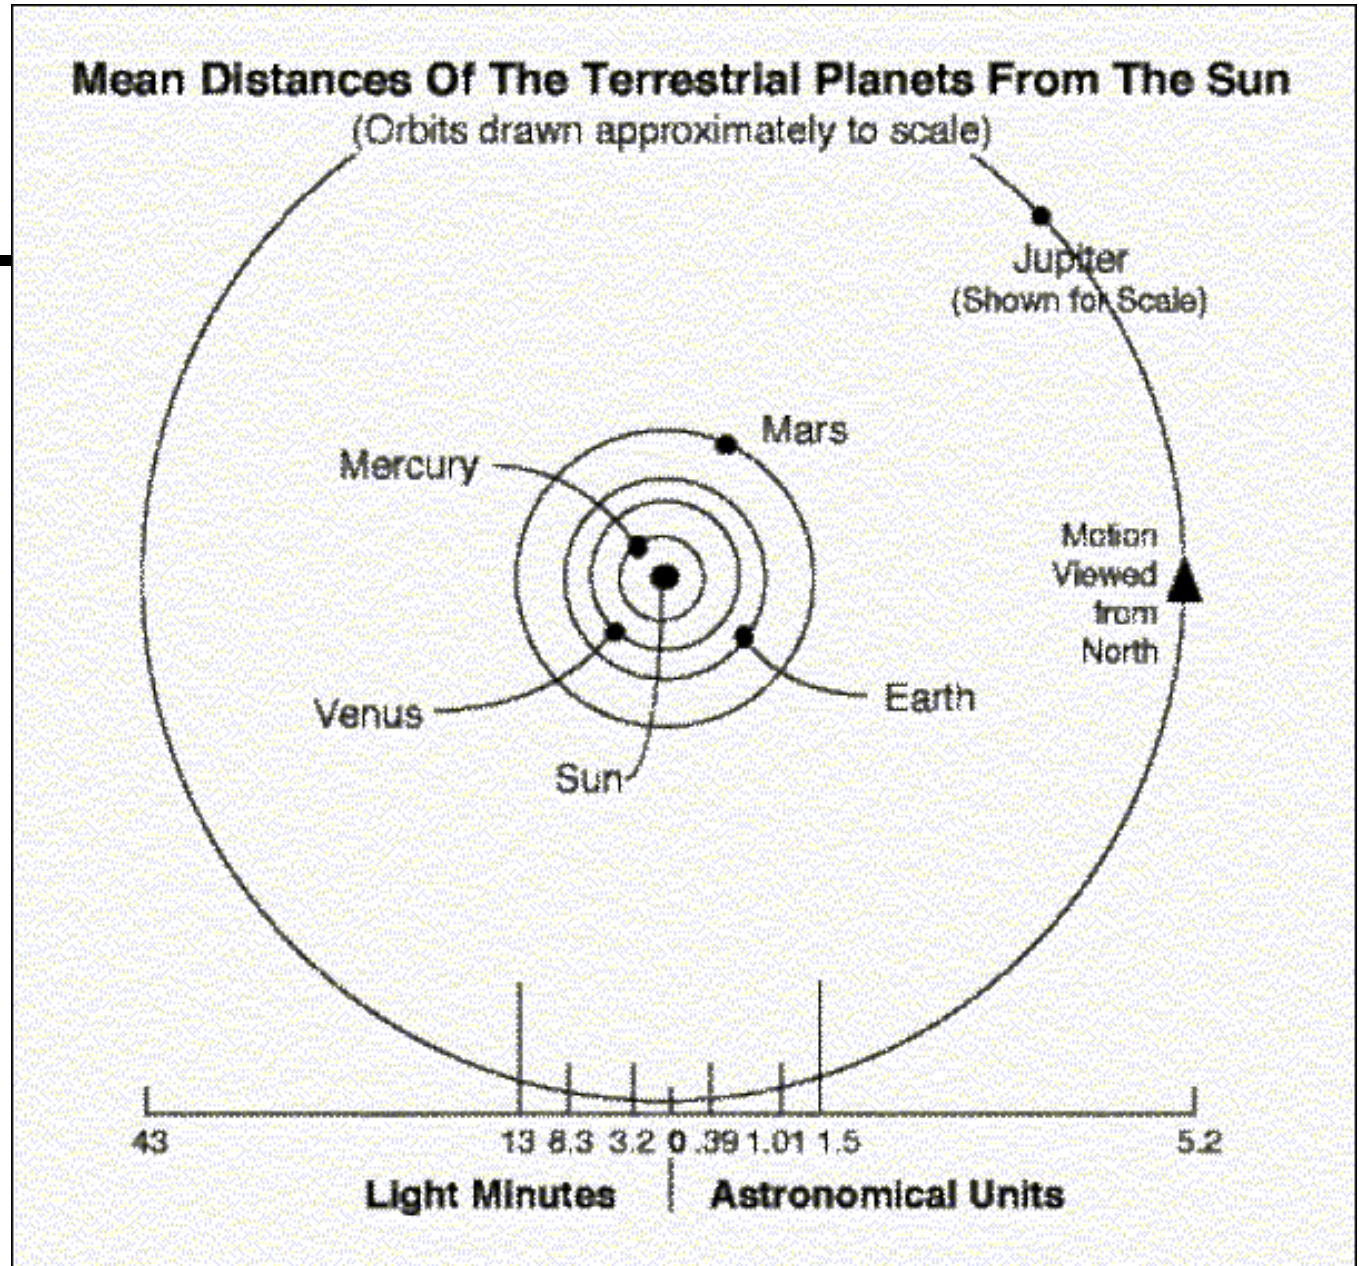 Mean Distances Of The Terrestrial Planets From The Sun
(Orbits drawn approximately to scale)
Jupiter
(Shown for Scale)
Mars
Mercury
Motion
Viewed
from
North
Earth
Venus
Sun
43 13 8.3 3.2 0 .39 1.01 1.5 5.2
Light Minutes Astronomical Units